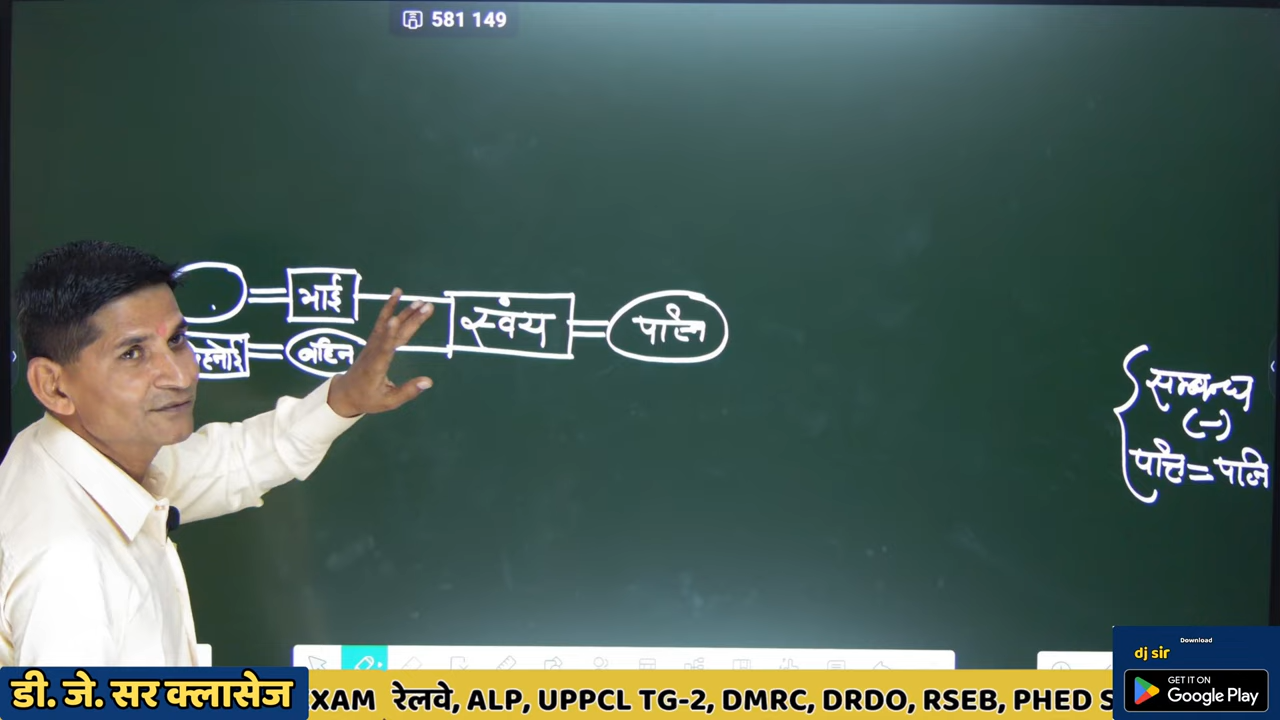 581 149
भाई
स्वंय
पत्नि
बहिन
सम्बन्ध
(-)
पति=पत्नि
Download
dj sir
GET IT ON
Google Play
डी. जे. सर क्लासेज
EXAM रेलवे, ALP, UPPCL TG-2, DMRC, DRDO, RSEB, PHED